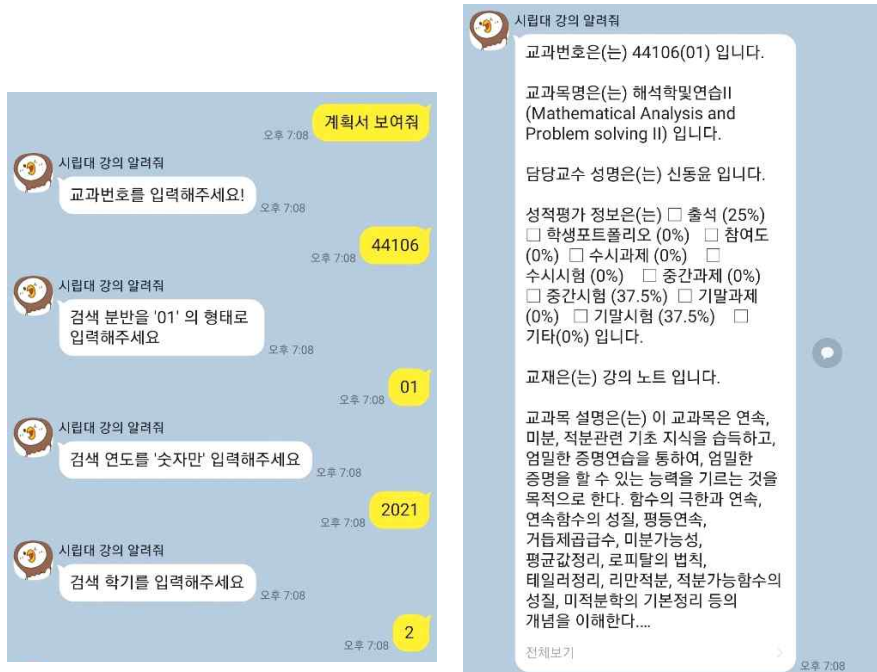 계획서 보여줘
오후 7:08
시립대 강의 알려줘
교과번호를 입력해주세요!
오후 7:08
44106
오후 7:08
시립대 강의 알려줘
검색 분반을 '01' 의 형태로
입력해주세요
오후 7:08
01
오후 7:08
시립대 강의 알려줘
검색 연도를 '숫자만' 입력해주세요
오후 7:08
2021
오후 7:08
시립대 강의 알려줘
검색 학기를 입력해주세요
오후 7:08
2
오후 7:08
시립대 강의 알려줘
교과번호은(는) 44106(01) 입니다.
교과목명은(는) 해석학및연습II
(Mathematical Analysis and
Problem solving II) 입니다.
담당교수 성명은(는) 신동윤 입니다.
성적평가 정보은(는) □ 출석 (25%)
□ 학생포트폴리오 (0%) □ 참여도
(0%) □ 수시과제 (0%) □
수시시험 (0%) □ 중간과제 (0%)
□ 중간시험 (37.5%) □ 기말과제
(0%) □ 기말시험 (37.5%) □
기타(0%) 입니다.
교재은(는) 강의 노트 입니다.
교과목 설명은(는) 이 교과목은 연속,
미분, 적분관련 기초 지식을 습득하고,
엄밀한 증명연습을 통하여, 엄밀한
증명을 할 수 있는 능력을 기르는 것을
목적으로 한다. 함수의 극한과 연속,
연속함수의 성질, 평등연속,
거듭제곱급수, 미분가능성,
평균값정리, 로피탈의 법칙,
테일러정리, 리만적분, 적분가능함수의
성질, 미적분학의 기본정리 등의
개념을 이해한다....
전체보기
오후 7:08